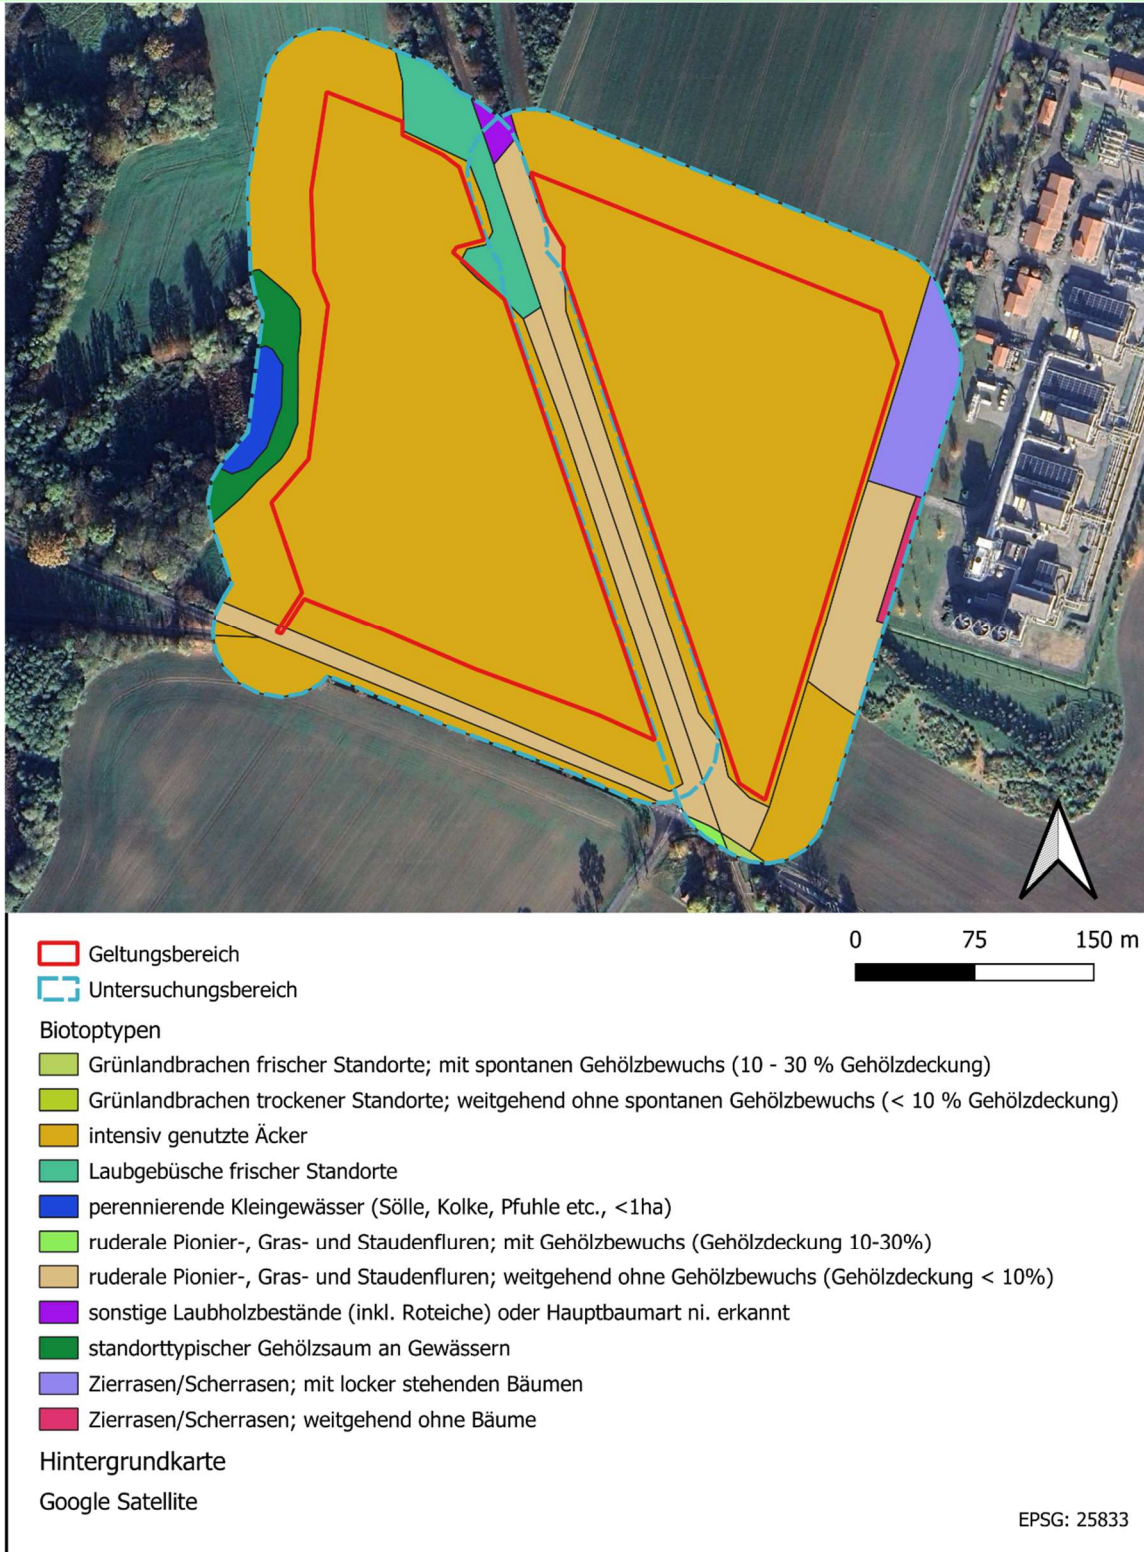 0 75 150 m
Geltungsbereich
Untersuchungsbereich
Biotoptypen
Grünlandbrachen frischer Standorte; mit spontanen Gehölzbewuchs (10 - 30 % Gehölzdeckung)
Grünlandbrachen trockener Standorte; weitgehend ohne spontanen Gehölzbewuchs (< 10 % Gehölzdeckung)
intensiv genutzte Äcker
Laubgebüsche frischer Standorte
perennierende Kleingewässer (Sölle, Kolke, Pfuhle etc., <1ha)
ruderale Pionier-, Gras- und Staudenfluren; mit Gehölzbewuchs (Gehölzdeckung 10-30%)
ruderale Pionier-, Gras- und Staudenfluren; weitgehend ohne Gehölzbewuchs (Gehölzdeckung < 10%)
sonstige Laubholzbestände (inkl. Roteiche) oder Hauptbaumart ni. erkannt
standorttypischer Gehölzsaum an Gewässern
Zierrasen/Scherrasen; mit locker stehenden Bäumen
Zierrasen/Scherrasen; weitgehend ohne Bäume
Hintergrundkarte
Google Satellite
EPSG: 25833